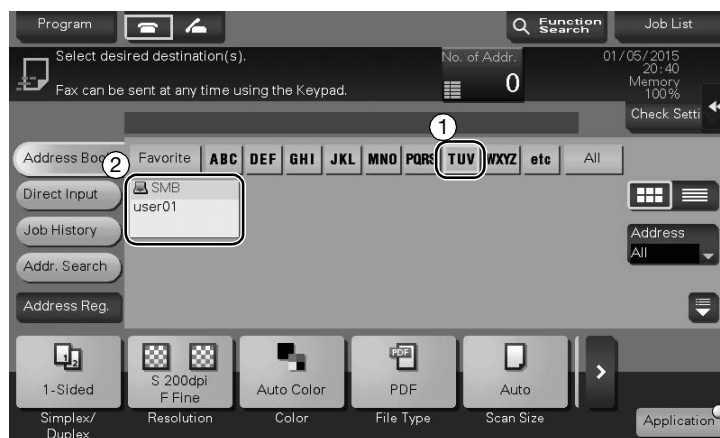 Program
Function
Search
Job List
Select desired destination(s).
No. of Addr.
01/05/2015
20:40
Fax can be sent at any time using the Keypad.
0
Memory
100%
Check Setti
1
Address Boo
2
Favorite ABC DEF GHI JKL MNO PQRS TUV WXYZ etc All
Direct Input
SMB
user01
Job History
Address
All
Addr. Search
Address Reg.
1 2
PDF
1-Sided
S 200dpi
F Fine
Auto Color
PDF
Auto
Simplex/
Duplex
Resolution
Color
File Type
Scan Size
Application